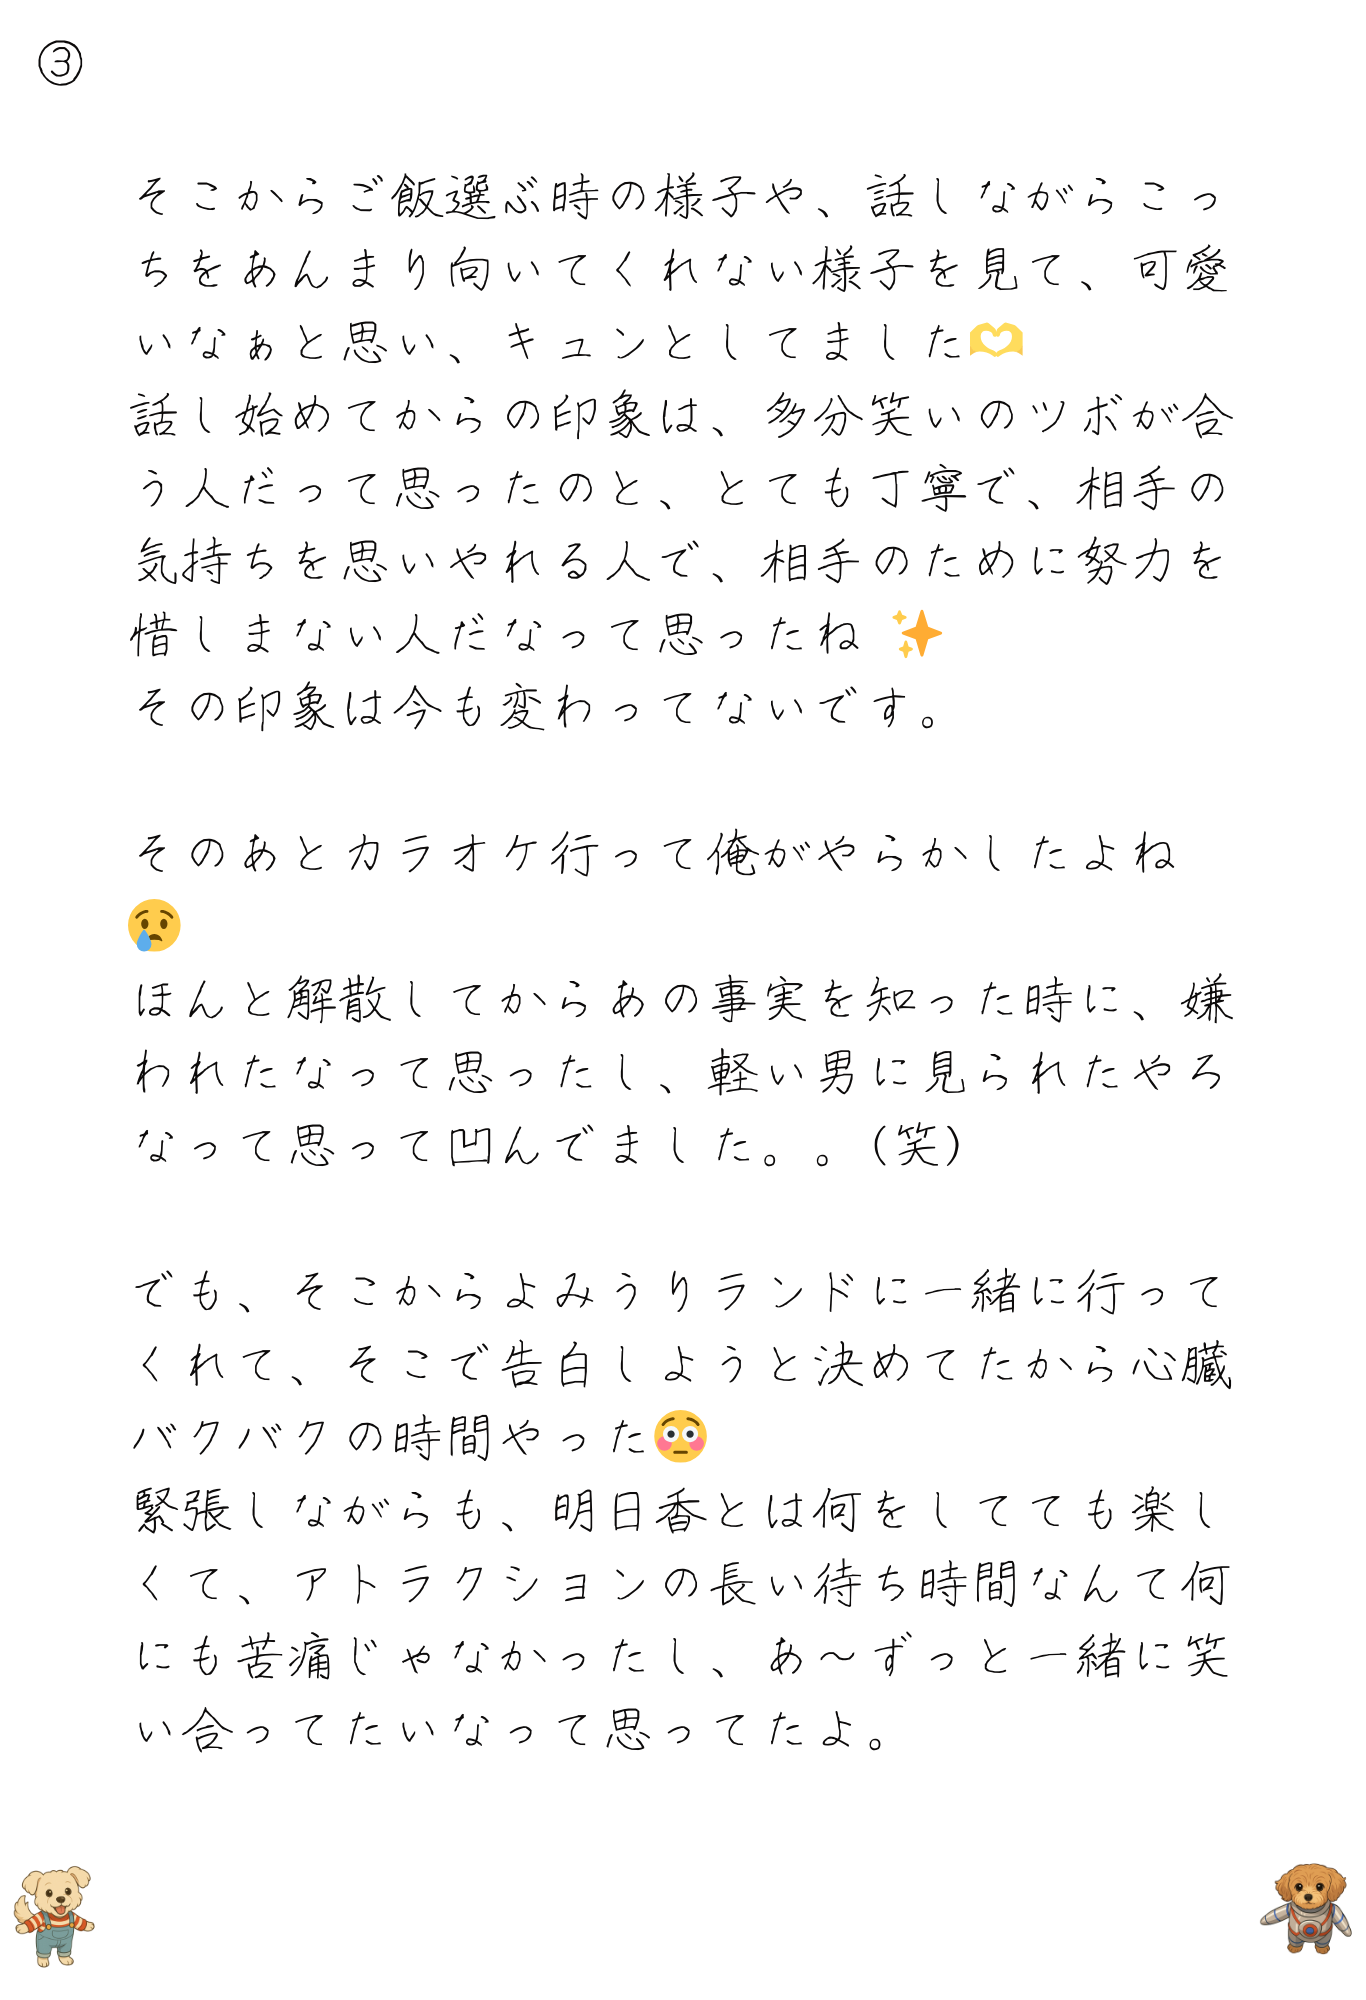 ③
そこからご飯選ぶ時の様子や、話しながらこっ
ちをあんまり向いてくれない様子を見て、可愛
いなぁと思い、キュンとしてました🫶
話し始めてからの印象は、多分笑いのツボが合
う人だって思ったのと、とても丁寧で、相手の
気持ちを思いやれる人で、相手のために努力を
惜しまない人だなって思ったね ✨
その印象は今も変わってないです。
そのあとカラオケ行って俺がやらかしたよね
😢
ほんと解散してからあの事実を知った時に、嫌
われたなって思ったし、軽い男に見られたやろ
なって思って凹んでました。。(笑)
でも、そこからよみうりランドに一緒に行って
くれて、そこで告白しようと決めてたから心臓
バクバクの時間やった😳
緊張しながらも、明日香とは何をしてても楽し
くて、アトラクションの長い待ち時間なんて何
にも苦痛じゃなかったし、あ〜ずっと一緒に笑
い合ってたいなって思ってたよ。